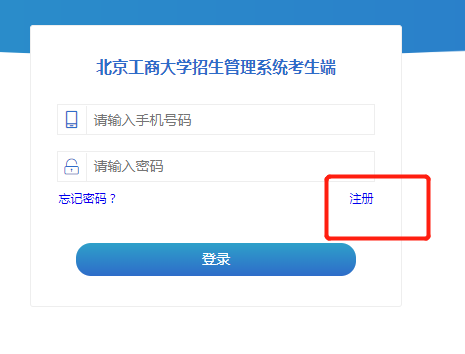 北京工商大学招生管理系统考生端
请输入手机号码
请输入密码
忘记密码？ 注册
登录